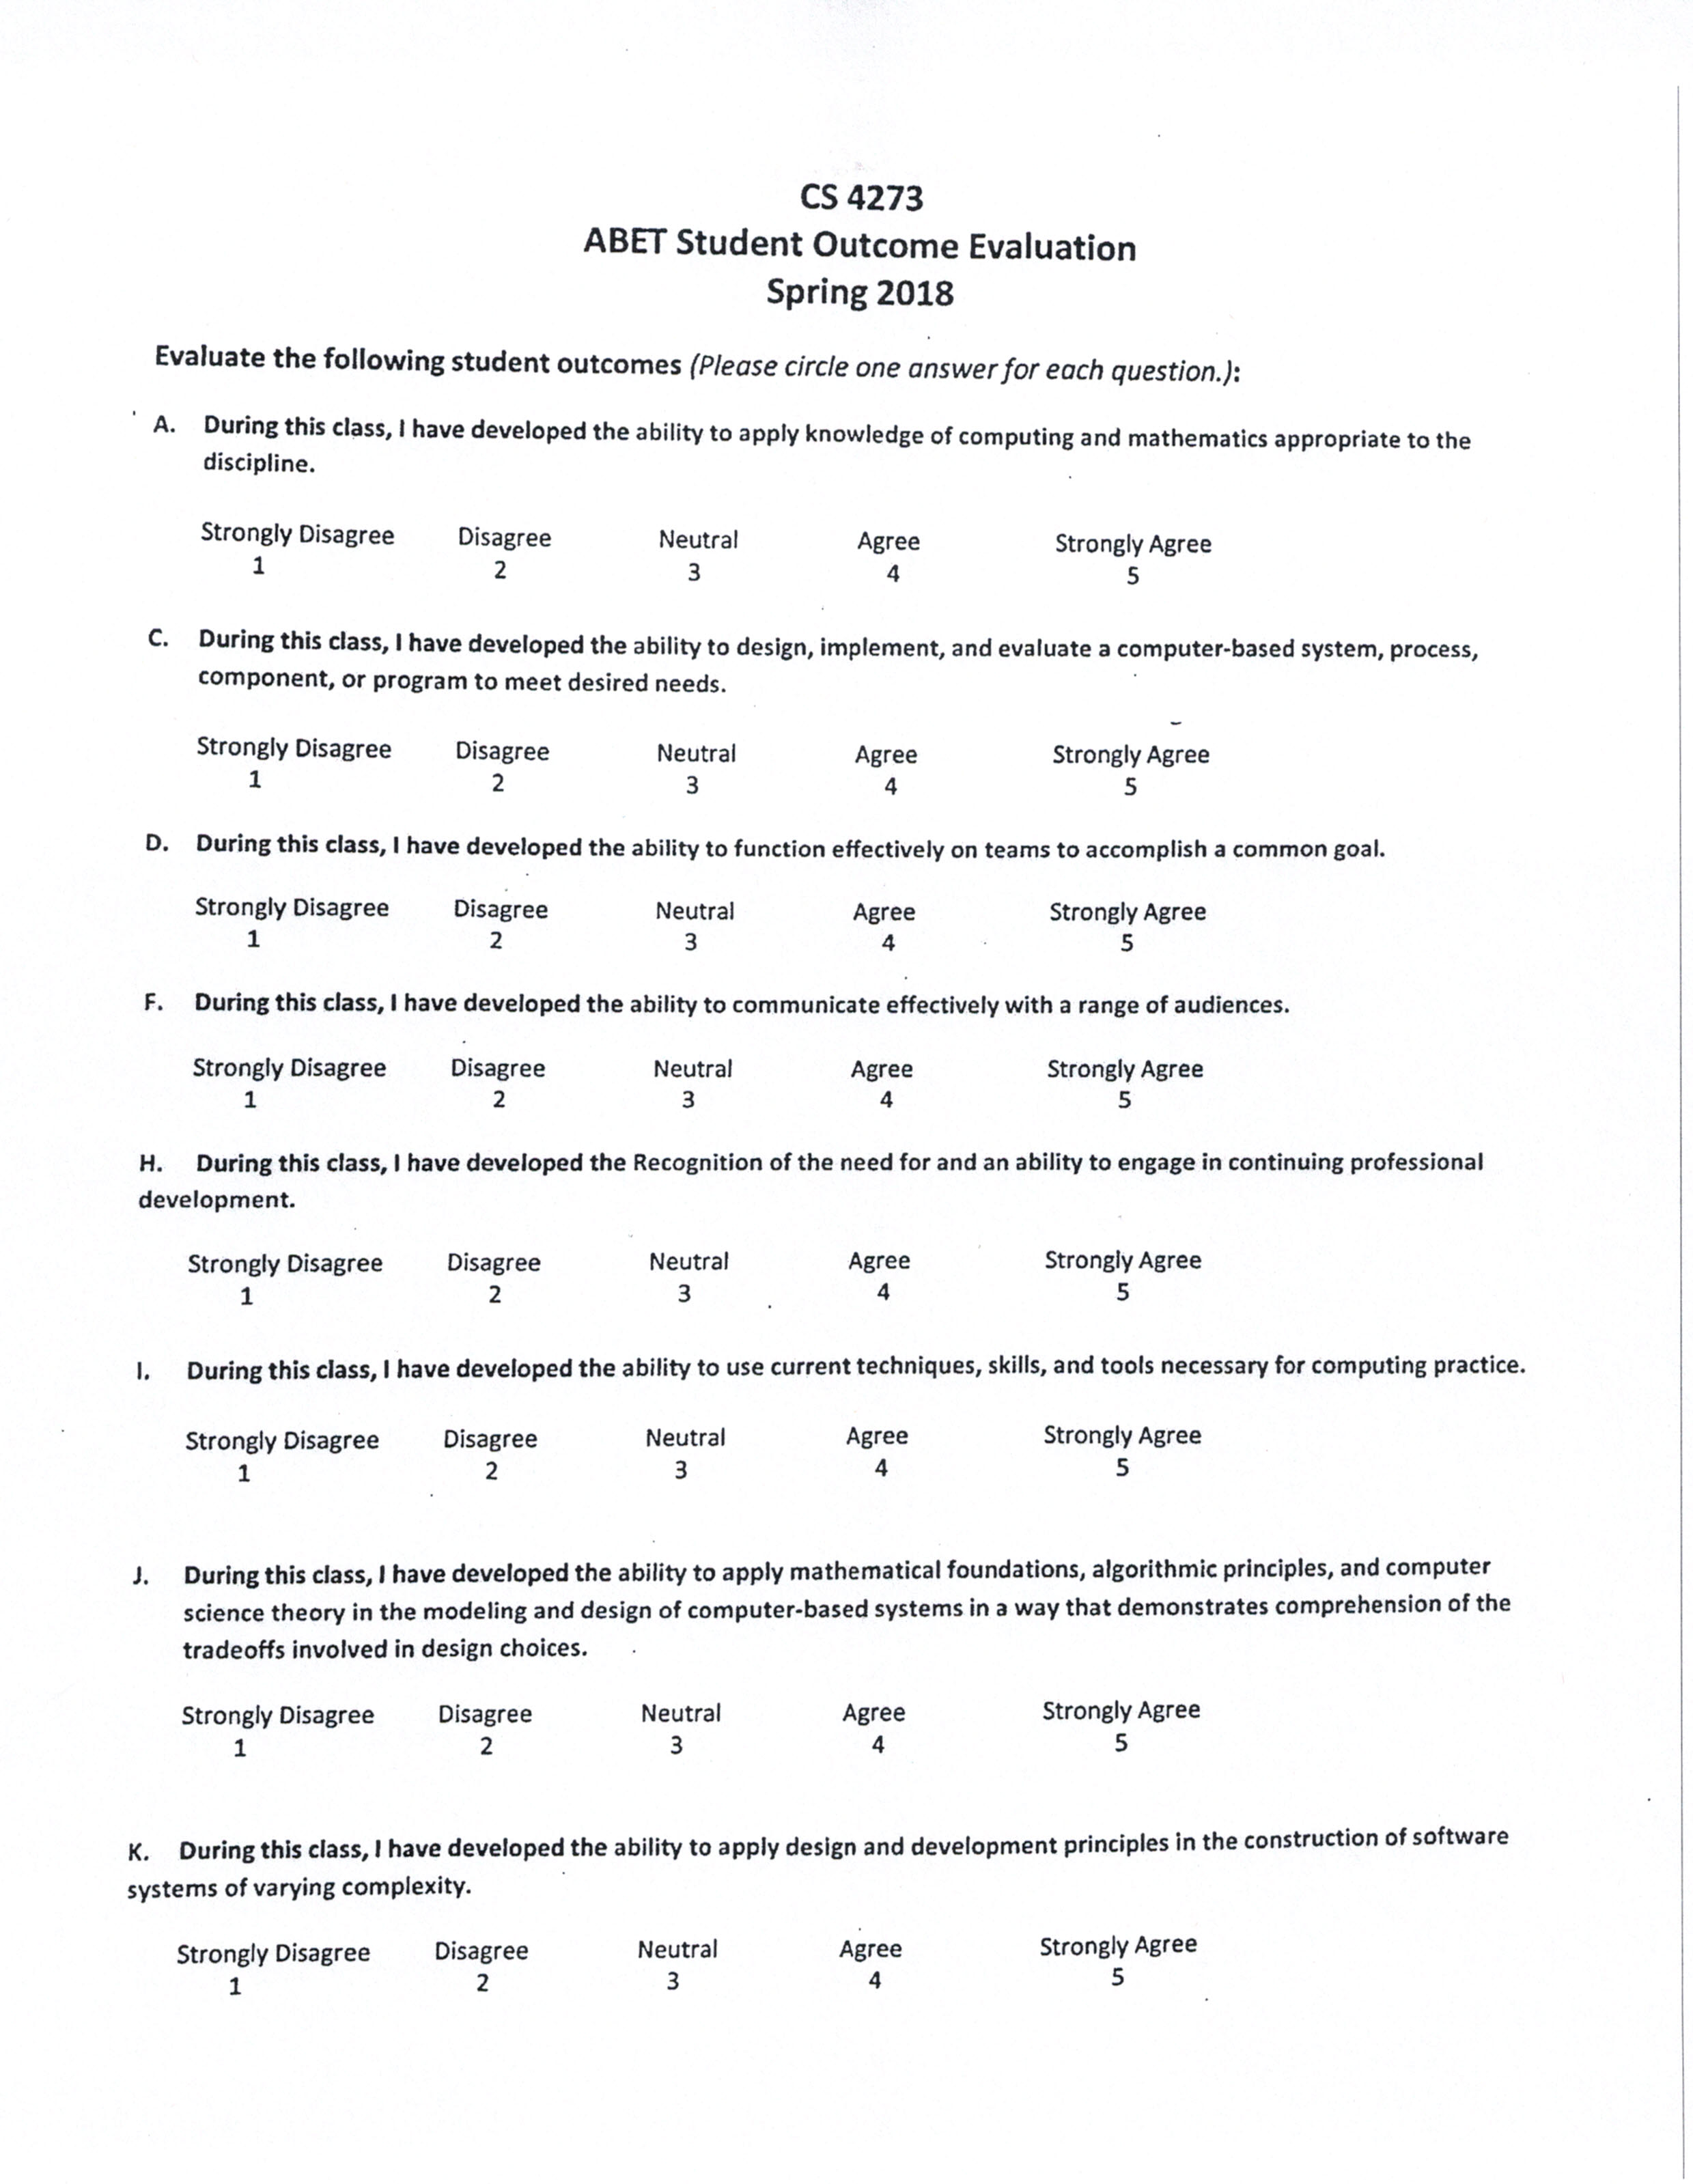 CS 4273
ABET Student Outcome Evaluation
Spring 2018
Evaluate the following student outcomes (Please circle one answer for each question.):
A. During this class, I have developed the ability to apply knowledge of computing and mathematics appropriate to the
discipline.
Strongly Disagree Disagree Neutral Agree Strongly Agree
1 2 3 4 5
C. During this class, I have developed the ability to design, implement, and evaluate a computer-based system, process,
component, or program to meet desired needs.
Strongly Disagree Disagree Neutral Agree Strongly Agree
1 2 3 4 5
D. During this class, I have developed the ability to function effectively on teams to accomplish a common goal.
Strongly Disagree Disagree Neutral Agree Strongly Agree
1 2 3 4 5
F. During this class, I have developed the ability to communicate effectively with a range of audiences.
Strongly Disagree Disagree Neutral Agree Strongly Agree
1 2 3 4 5
H. During this class, I have developed the Recognition of the need for and an ability to engage in continuing professional
development.
Strongly Disagree Disagree Neutral Agree Strongly Agree
1 2 3 4 5
I. During this class, I have developed the ability to use current techniques, skills, and tools necessary for computing practice.
Strongly Disagree Disagree Neutral Agree Strongly Agree
1 2 3 4 5
J. During this class, I have developed the ability to apply mathematical foundations, algorithmic principles, and computer
science theory in the modeling and design of computer-based systems in a way that demonstrates comprehension of the
tradeoffs involved in design choices.
Strongly Disagree Disagree Neutral Agree Strongly Agree
1 2 3 4 5
K. During this class, I have developed the ability to apply design and development principles in the construction of software
systems of varying complexity.
Strongly Disagree Disagree Neutral Agree Strongly Agree
1 2 3 4 5